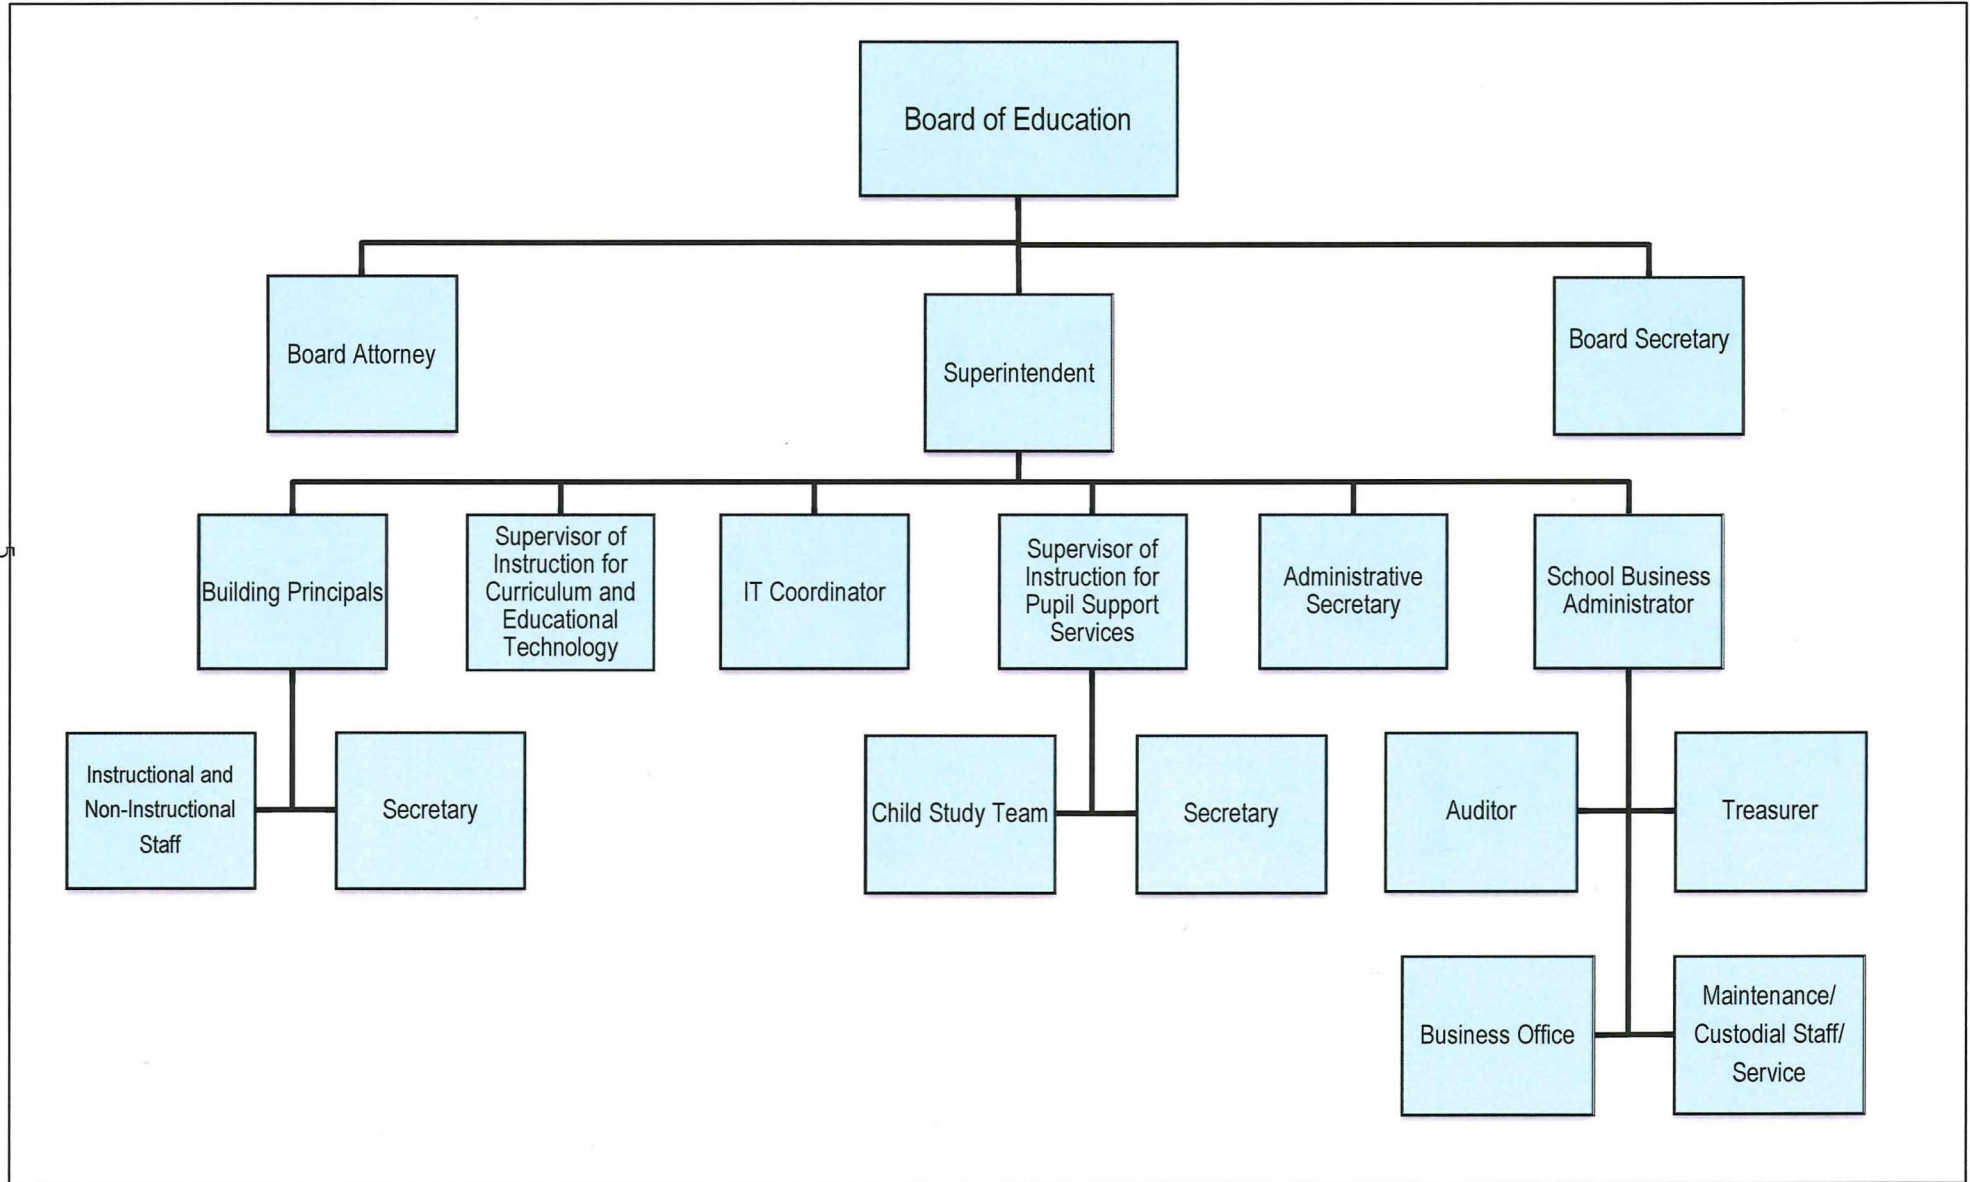 Board of Education
Board Attorney
Superintendent
Board Secretary
Building Principals
Supervisor of
Instruction for
Curriculum and
Educational
Technology
IT Coordinator
Supervisor of
Instruction for
Pupil Support
Services
Administrative
Secretary
School Business
Administrator
5
Instructional and
Non-Instructional
Staff
Secretary
Child Study Team
Secretary
Auditor
Treasurer
Business Office
Maintenance/
Custodial Staff/
Service